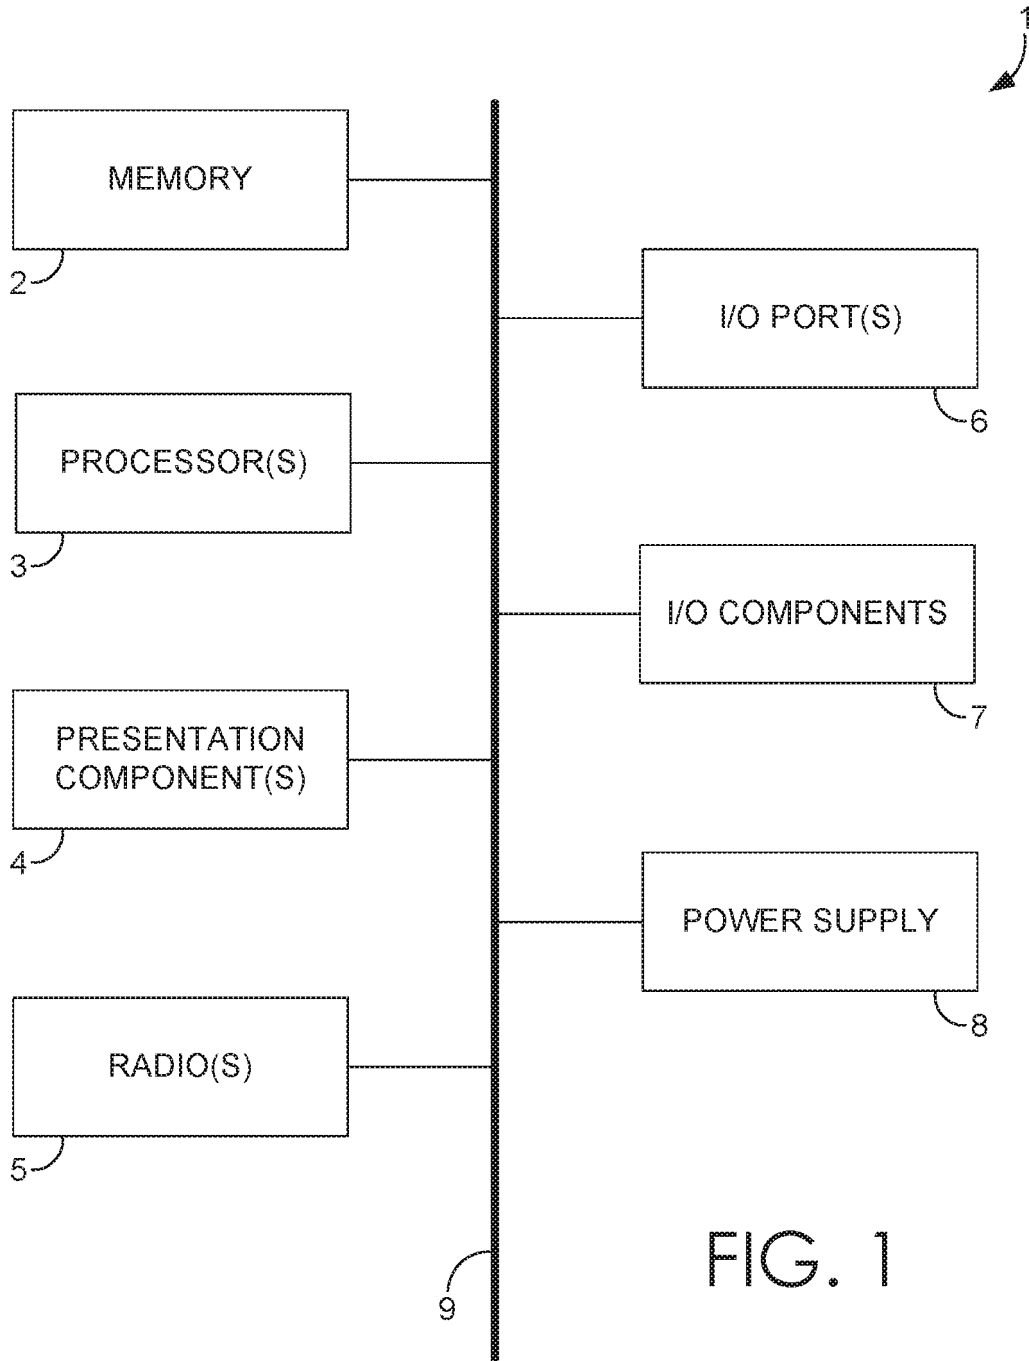 1
MEMORY
2
I/O PORT(S)
6
PROCESSOR(S)
3
I/O COMPONENTS
7
PRESENTATION
COMPONENT(S)
4
POWER SUPPLY
8
RADIO(S)
5
9
FIG. 1